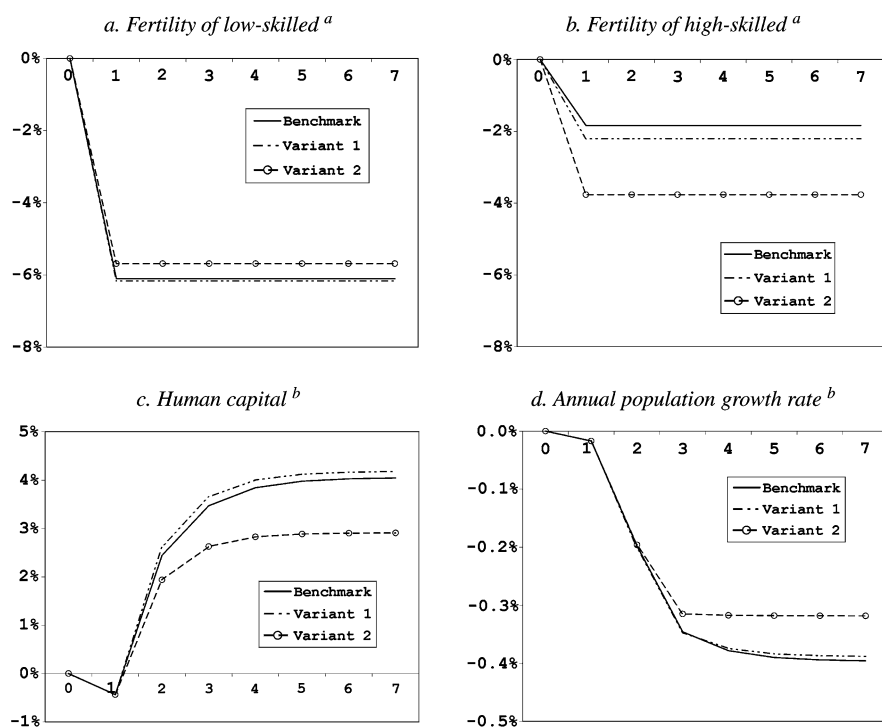 a. Fertility of low-skilled a
0%
-2%
-4%
-6%
-8%
0 1 2 3 4 5 6 7
Benchmark
Variant 1
Variant 2
b. Fertility of high-skilled a
0%
-2%
-4%
-6%
-8%
0 1 2 3 4 5 6 7
Benchmark
Variant 1
Variant 2
c. Human capital b
5%
4%
3%
2%
1%
0%
-1%
0 1 2 3 4 5 6 7
Benchmark
Variant 1
Variant 2
d. Annual population growth rate b
0.0%
-0.1%
-0.2%
-0.3%
-0.4%
-0.5%
0 1 2 3 4 5 6 7
Benchmark
Variant 1
Variant 2